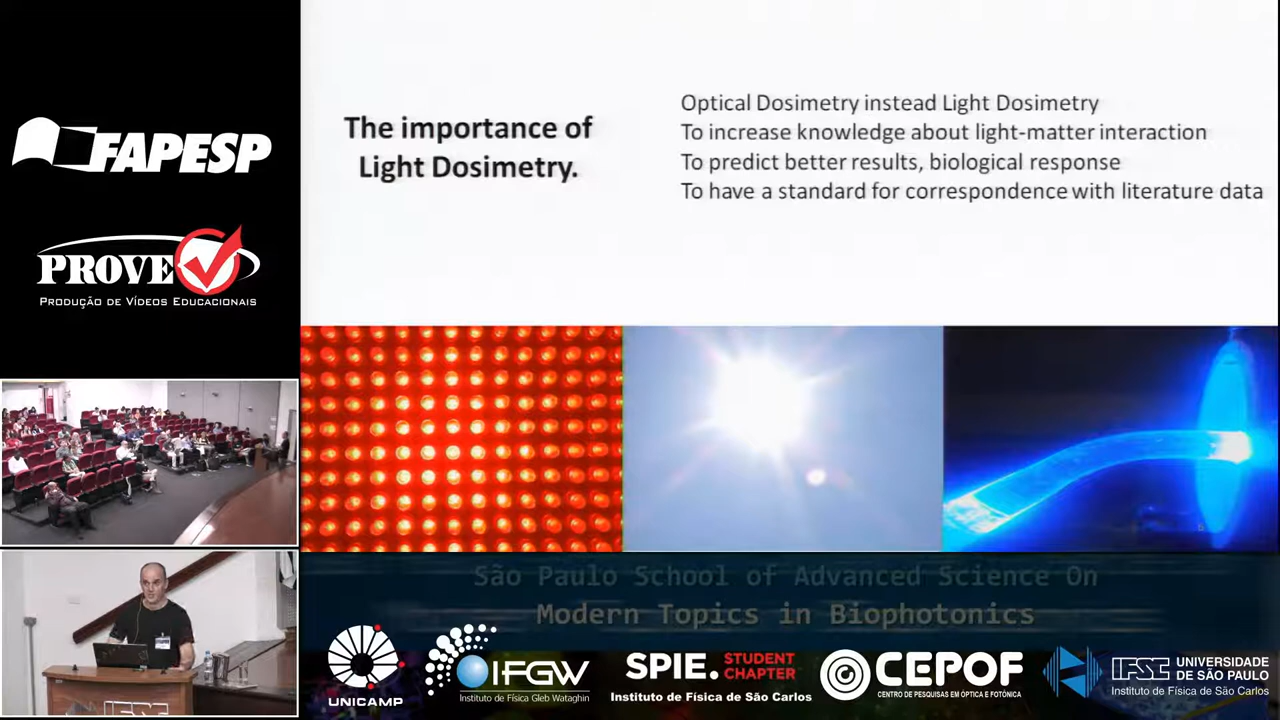 FAPESP
PROVE
PRODUÇÃO DE VÍDEOS EDUCACIONAIS
The importance of
Light Dosimetry.
Optical Dosimetry instead Light Dosimetry
To increase knowledge about light-matter interaction
To predict better results, biological response
To have a standard for correspondence with literature data
São Paulo School of Advanced Science On
Modern Topics in Biophotonics
UNICAMP
IFGW
Instituto de Física Gleb Wataghin
SPIE. STUDENT
CHAPTER
Instituto de Física de São Carlos
CEPOF
CENTRO DE PESQUISAS EM ÓPTICA E FOTÔNICA
IFSC UNIVERSIDADE
DE SÃO PAULO
Instituto de Física de São Carlos
IFSC